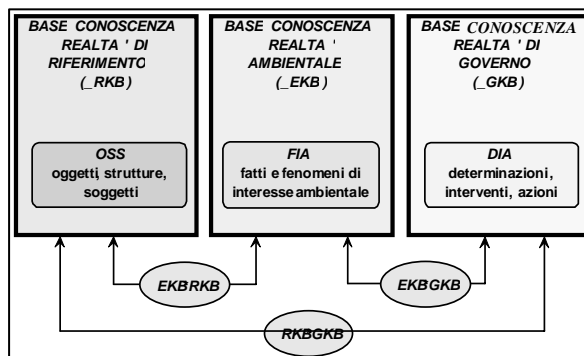 BASE CONOSCENZA
REALTA ' DI
RIFERIMENTO
(_RKB)
OSS
oggetti, strutture,
soggetti
BASE CONOSCENZA
REALTA '
AMBIENTALE
(_EKB)
FIA
fatti e fenomeni di
interesse ambientale
BASE CONOSCENZA
REALTA ' DI
GOVERNO
(_GKB)
DIA
determinazioni,
interventi, azioni
EKBRKB
EKBGKB
RKBGKB